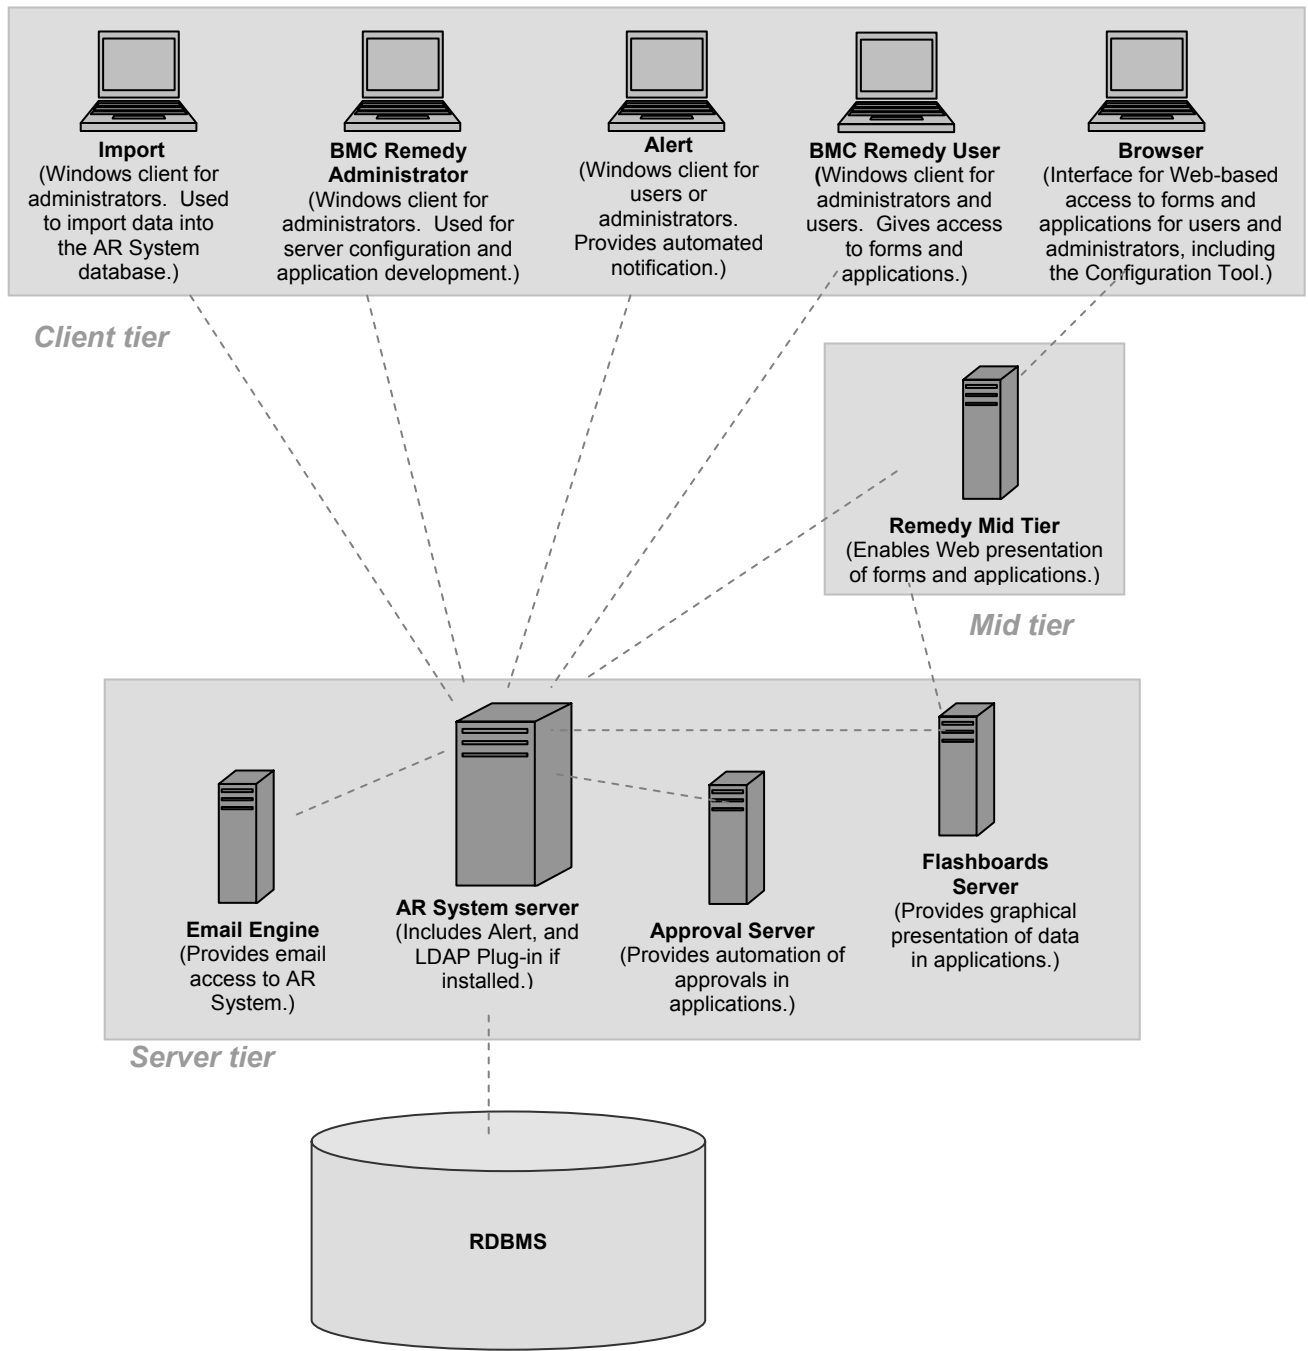 Import
(Windows client for
administrators. Used
to import data into
the AR System
database.)
BMC Remedy
Administrator
(Windows client for
administrators. Used for
server configuration and
application development.)
Alert
(Windows client for
users or
administrators.
Provides automated
notification.)
BMC Remedy User
(Windows client for
administrators and
users. Gives access
to forms and
applications.)
Browser
(Interface for Web-based
access to forms and
applications for users and
administrators, including
the Configuration Tool.)
Client tier
Remedy Mid Tier
(Enables Web presentation
of forms and applications.)
Mid tier
Email Engine
(Provides email
access to AR
System.)
AR System server
(Includes Alert, and
LDAP Plug-in if
installed.)
Approval Server
(Provides automation of
approvals in
applications.)
Flashboards
Server
(Provides graphical
presentation of data
in applications.)
Server tier
RDBMS